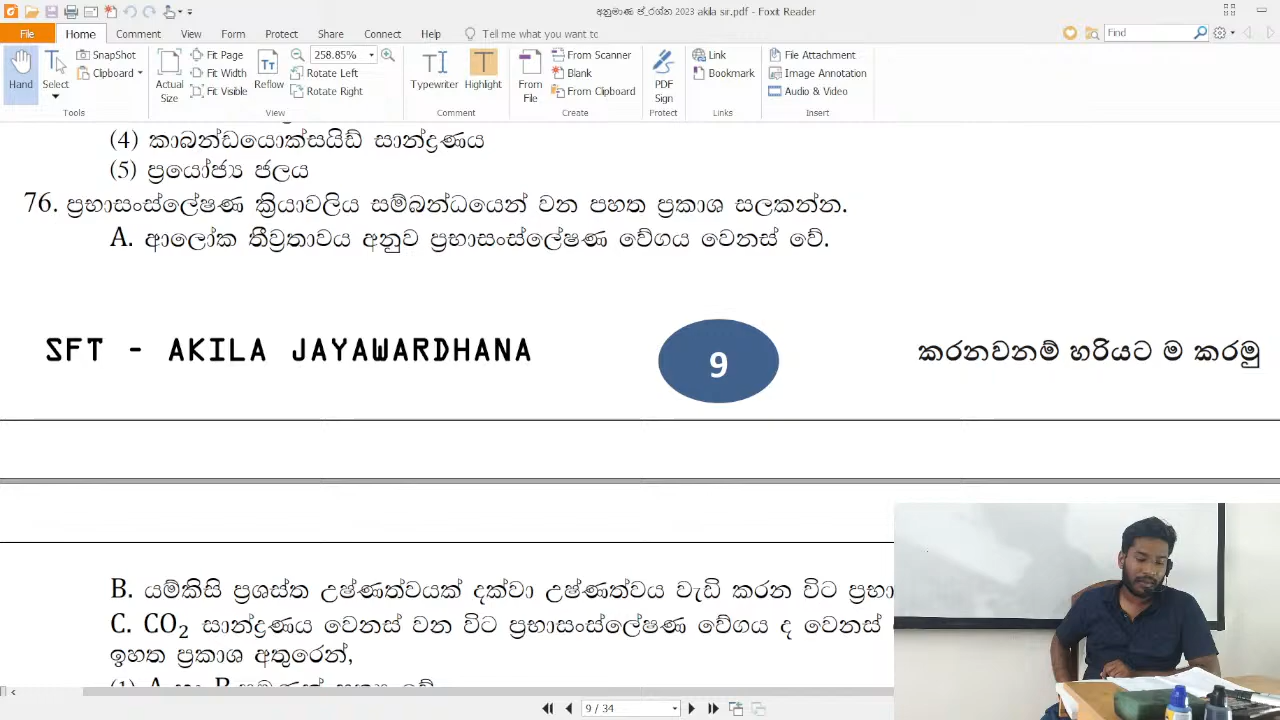 අනුමාණ ප්‍රශ්න 2023 akila sir.pdf - Foxit Reader
File Home Comment View Form Protect Share Connect Help Tell me what you want to Find
Hand Select SnapShot Clipboard Actual Size Fit Page Fit Width Fit Visible Reflow 258.85% Rotate Left Rotate Right Typewriter Highlight From File From Scanner Blank From Clipboard PDF Sign Link Bookmark File Attachment Image Annotation Audio & Video
Tools View Comment Create Protect Links Insert
(4) කාබන්ඩයොක්සයිඩ් සාන්ද්‍රණය
(5) ප්‍රයෝජ්‍ය ජලය
76. ප්‍රභාසංස්ලේෂණ ක්‍රියාවලිය සම්බන්ධයෙන් වන පහත ප්‍රකාශ සලකන්න.
A. ආලෝක තීව්‍රතාවය අනුව ප්‍රභාසංස්ලේෂණ වේගය වෙනස් වේ.
SFT - AKILA JAYAWARDHANA 9 කරනවනම් හරියට ම කරමු
B. යම්කිසි ප්‍රශස්ත උෂ්ණත්වයක් දක්වා උෂ්ණත්වය වැඩි කරන විට ප්‍රභා
C. CO₂ සාන්ද්‍රණය වෙනස් වන විට ප්‍රභාසංස්ලේෂණ වේගය ද වෙනස්
ඉහත ප්‍රකාශ අතුරෙන්,
9 / 34